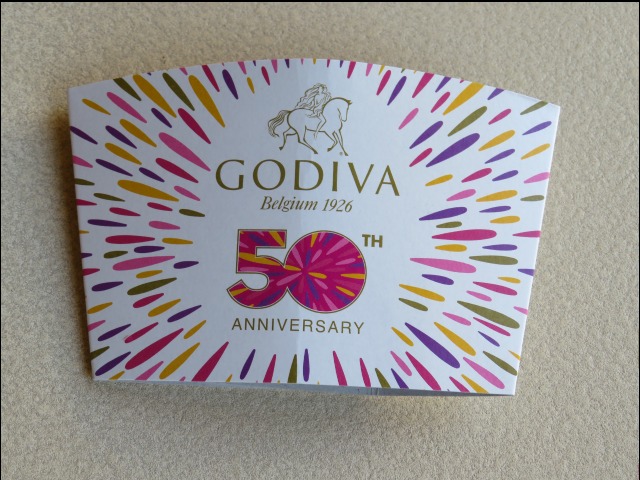 GODIVA
Belgium 1926
50TH
ANNIVERSARY